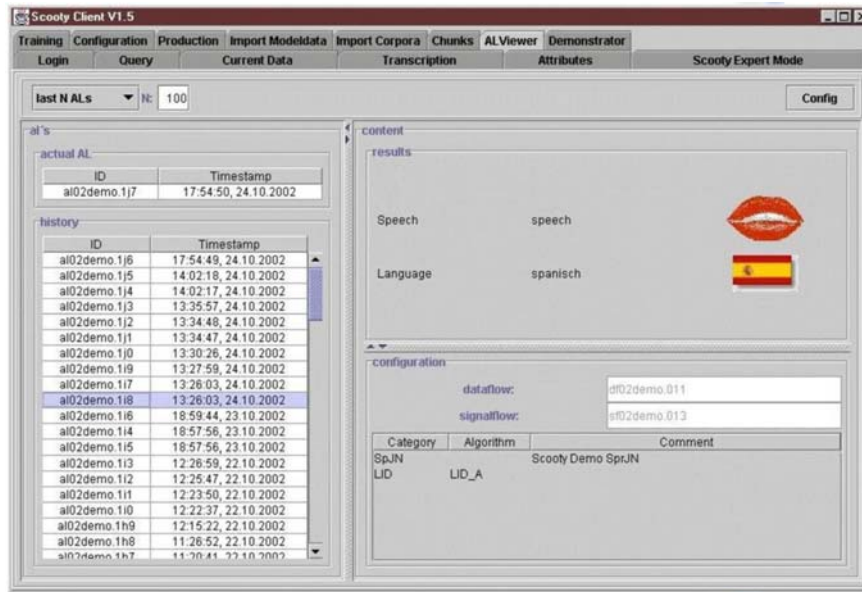 Scooty Client V1.5
Training Configuration Production Import Modeldata Import Corpora Chunks ALViewer Demonstrator
Login Query Current Data Transcription Attributes Scooty Expert Mode
last N ALs N: 100 Config
al's
actual AL
ID Timestamp
al02demo.1j7 17:54:50, 24.10.2002
history
ID Timestamp
al02demo.1j6 17:54:49, 24.10.2002
al02demo.1j5 14:02:18, 24.10.2002
al02demo.1j4 14:02:17, 24.10.2002
al02demo.1j3 13:35:57, 24.10.2002
al02demo.1j2 13:34:48, 24.10.2002
al02demo.1j1 13:34:47, 24.10.2002
al02demo.1j0 13:30:26, 24.10.2002
al02demo.1i9 13:27:59, 24.10.2002
al02demo.1i7 13:26:03, 24.10.2002
al02demo.1i8 13:26:03, 24.10.2002
al02demo.1i6 18:59:44, 23.10.2002
al02demo.1i4 18:57:56, 23.10.2002
al02demo.1i5 18:57:56, 23.10.2002
al02demo.1i3 12:26:59, 22.10.2002
al02demo.1i2 12:25:47, 22.10.2002
al02demo.1i1 12:23:50, 22.10.2002
al02demo.1i0 12:22:37, 22.10.2002
al02demo.1h9 12:15:22, 22.10.2002
al02demo.1h8 11:26:52, 22.10.2002
al02demo.1h7 11:20:41, 22.10.2002
content
results
Speech speech
Language spanisch
configuration
dataflow: df02demo.011
signalflow: sf02demo.013
Category Algorithm Comment
SpJN Scooty Demo SprJN
LID LID_A